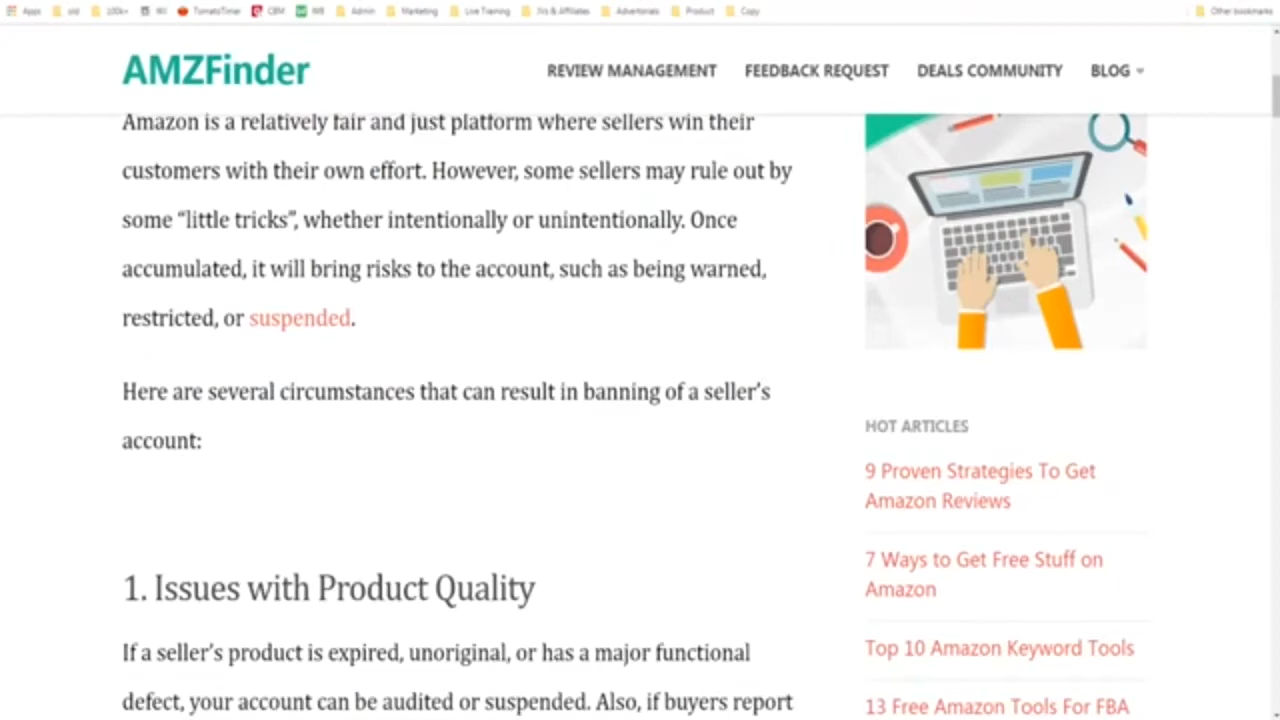 Apps old 100k+ WI TomatoTimer CBM WB Admin Marketing Live Training JVs & Affiliates Advertorials Product Copy Other bookmarks
AMZFinder
REVIEW MANAGEMENT FEEDBACK REQUEST DEALS COMMUNITY BLOG
Amazon is a relatively fair and just platform where sellers win their
customers with their own effort. However, some sellers may rule out by
some “little tricks”, whether intentionally or unintentionally. Once
accumulated, it will bring risks to the account, such as being warned,
restricted, or suspended.
Here are several circumstances that can result in banning of a seller’s
account:
1. Issues with Product Quality
If a seller’s product is expired, unoriginal, or has a major functional
defect, your account can be audited or suspended. Also, if buyers report
HOT ARTICLES
9 Proven Strategies To Get
Amazon Reviews
7 Ways to Get Free Stuff on
Amazon
Top 10 Amazon Keyword Tools
13 Free Amazon Tools For FBA